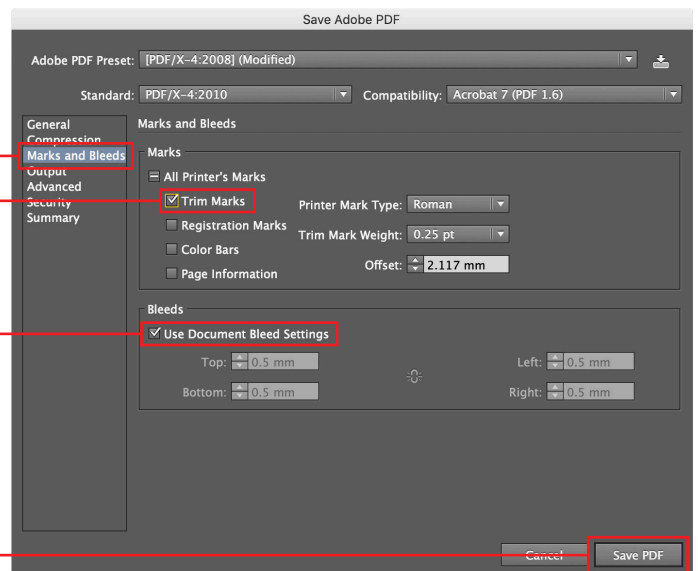 Save Adobe PDF
Adobe PDF Preset: [PDF/X-4:2008] (Modified)
Standard: PDF/X-4:2010 Compatibility: Acrobat 7 (PDF 1.6)
General
Compression
Marks and Bleeds
Output
Advanced
Security
Summary
Marks and Bleeds
Marks
All Printer's Marks
Trim Marks
Registration Marks
Color Bars
Page Information
Printer Mark Type: Roman
Trim Mark Weight: 0.25 pt
Offset: 2.117 mm
Bleeds
Use Document Bleed Settings
Top: 0.5 mm Left: 0.5 mm
Bottom: 0.5 mm Right: 0.5 mm
Cancel Save PDF